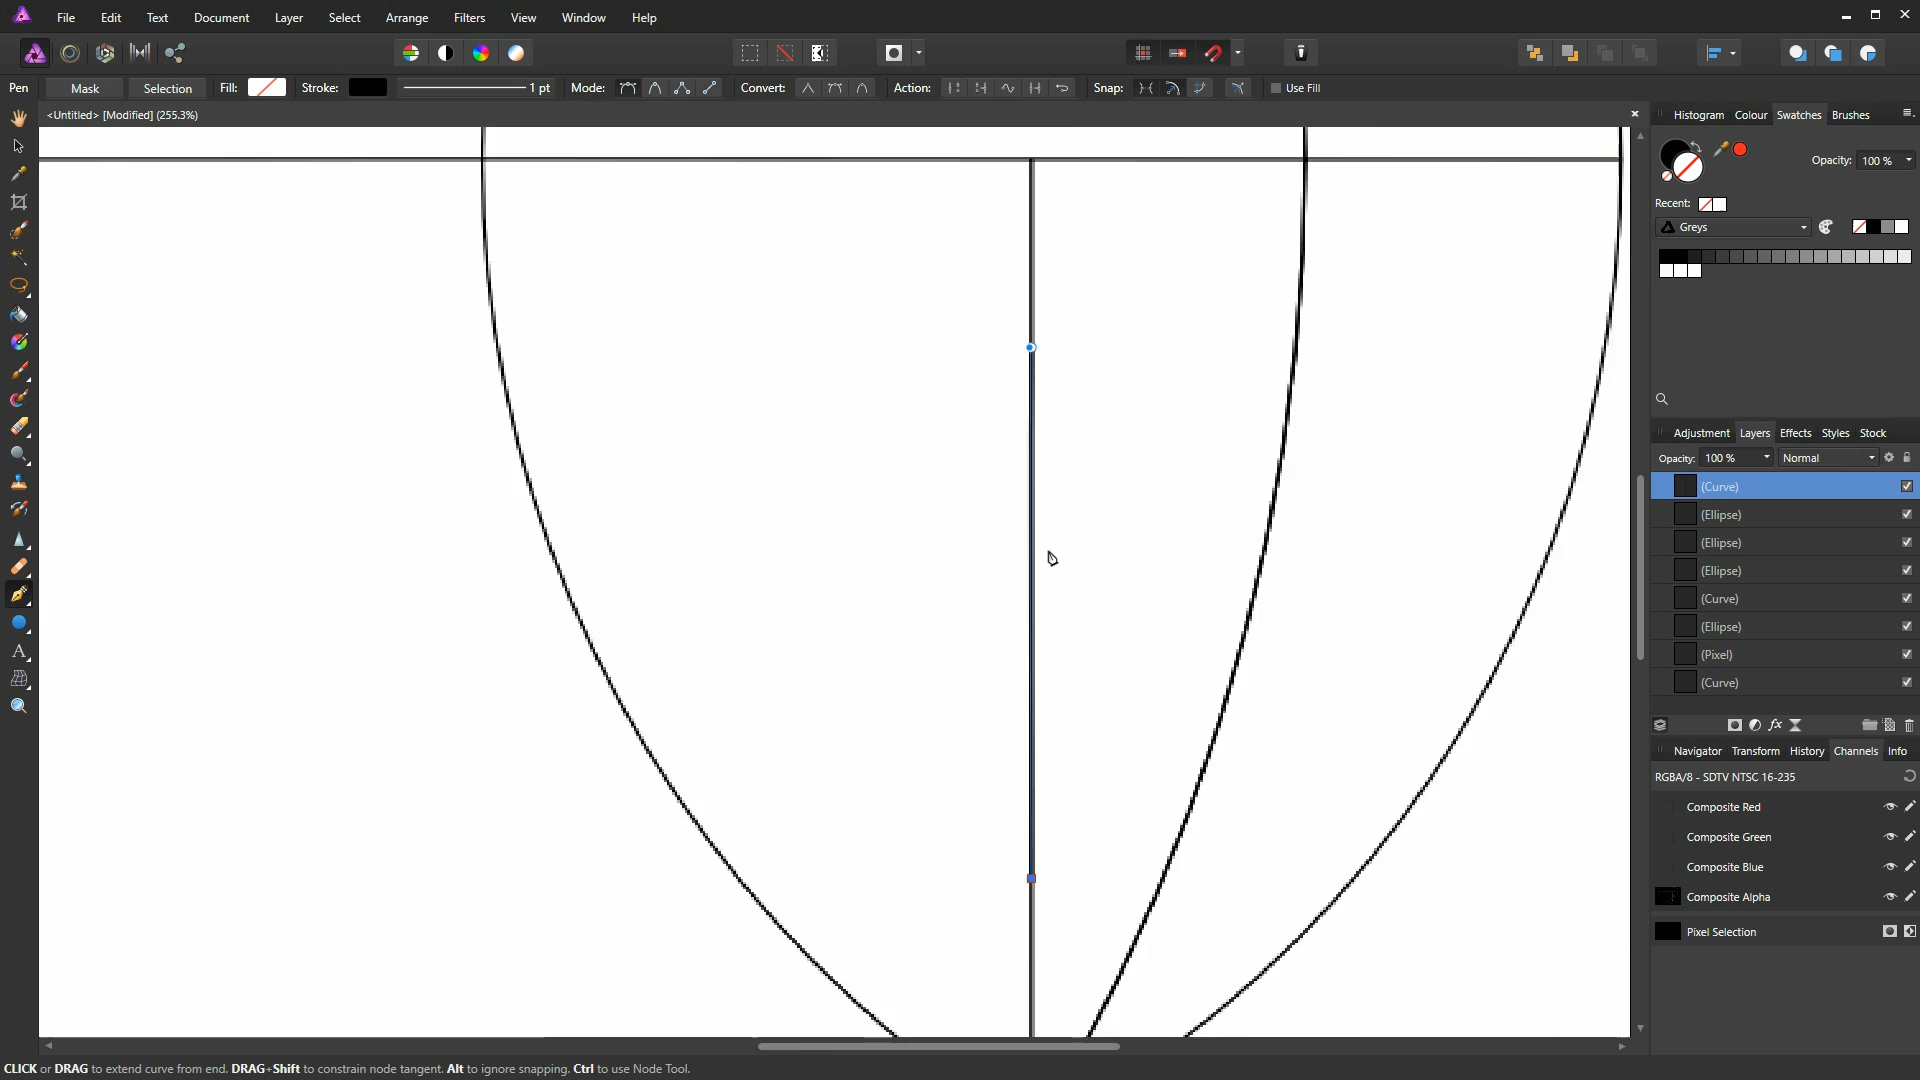 File Edit Text Document Layer Select Arrange Filters View Window Help
Pen Mask Selection Fill: Stroke: 1 pt Mode: Convert: Action: Snap: Use Fill
<Untitled> [Modified] (255.3%)
Histogram Colour Swatches Brushes
Opacity: 100 %
Recent:
Greys
Adjustment Layers Effects Styles Stock
Opacity: 100 % Normal
(Curve)
(Ellipse)
(Ellipse)
(Ellipse)
(Curve)
(Ellipse)
(Pixel)
(Curve)
fx
Navigator Transform History Channels Info
RGBA/8 - SDTV NTSC 16-235
Composite Red
Composite Green
Composite Blue
Composite Alpha
Pixel Selection
CLICK or DRAG to extend curve from end. DRAG+Shift to constrain node tangent. Alt to ignore snapping. Ctrl to use Node Tool.